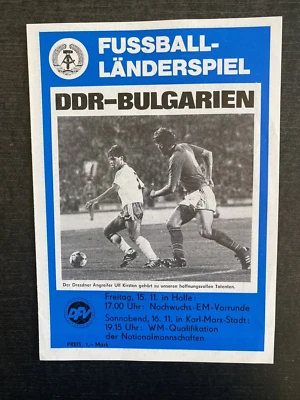 FUSSBALL-
LÄNDERSPIEL
DDR-BULGARIEN
Der Dresdner Angreifer Ulf Kirsten gehört zu unseren hoffnungsvollen Talenten.
Freitag, 15. 11. in Halle:
17.00 Uhr: Nachwuchs-EM-Vorrunde
Sonnabend, 16. 11. in Karl-Marx-Stadt:
19.15 Uhr: WM-Qualifikation
der Nationalmannschaften
DFV
PREIS: 1,- Mark